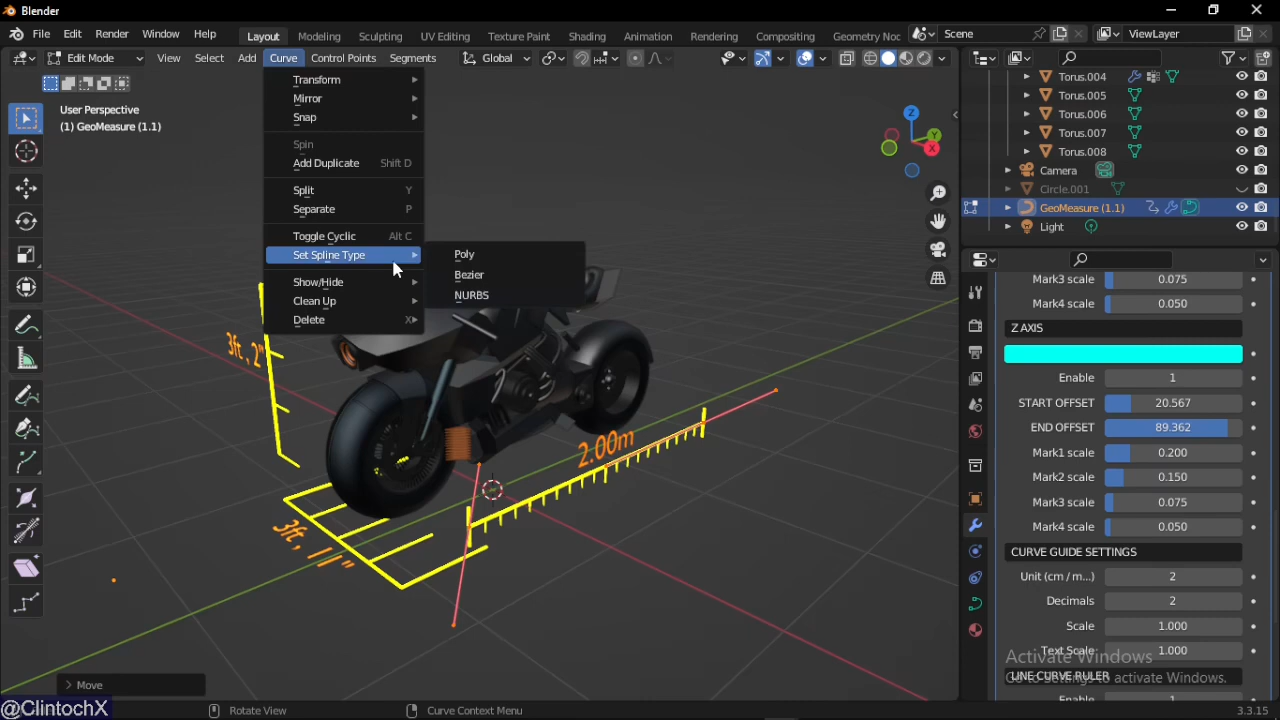 Blender
File Edit Render Window Help Layout Modeling Sculpting UV Editing Texture Paint Shading Animation Rendering Compositing Geometry Noc Scene ViewLayer
Edit Mode View Select Add Curve Control Points Segments Global
User Perspective
(1) GeoMeasure (1.1)
Transform
Mirror
Snap
Spin
Add Duplicate Shift D
Split Y
Separate P
Toggle Cyclic Alt C
Set Spline Type
Show/Hide
Clean Up
Delete X
Poly
Bezier
NURBS
Z
Y
X
3ft, 2"
2.00m
3ft, 11"
Torus.004
Torus.005
Torus.006
Torus.007
Torus.008
Camera
Circle.001
GeoMeasure (1.1)
Light
Mark3 scale 0.075
Mark4 scale 0.050
Z AXIS
Enable 1
START OFFSET 20.567
END OFFSET 89.362
Mark1 scale 0.200
Mark2 scale 0.150
Mark3 scale 0.075
Mark4 scale 0.050
CURVE GUIDE SETTINGS
Unit (cm / m...) 2
Decimals 2
Scale 1.000
Text Scale 1.000
LINE CURVE RULER
Enable 1
Activate Windows
Go to Settings to activate Windows.
Move
@ClintochX
Rotate View
Curve Context Menu
3.3.15